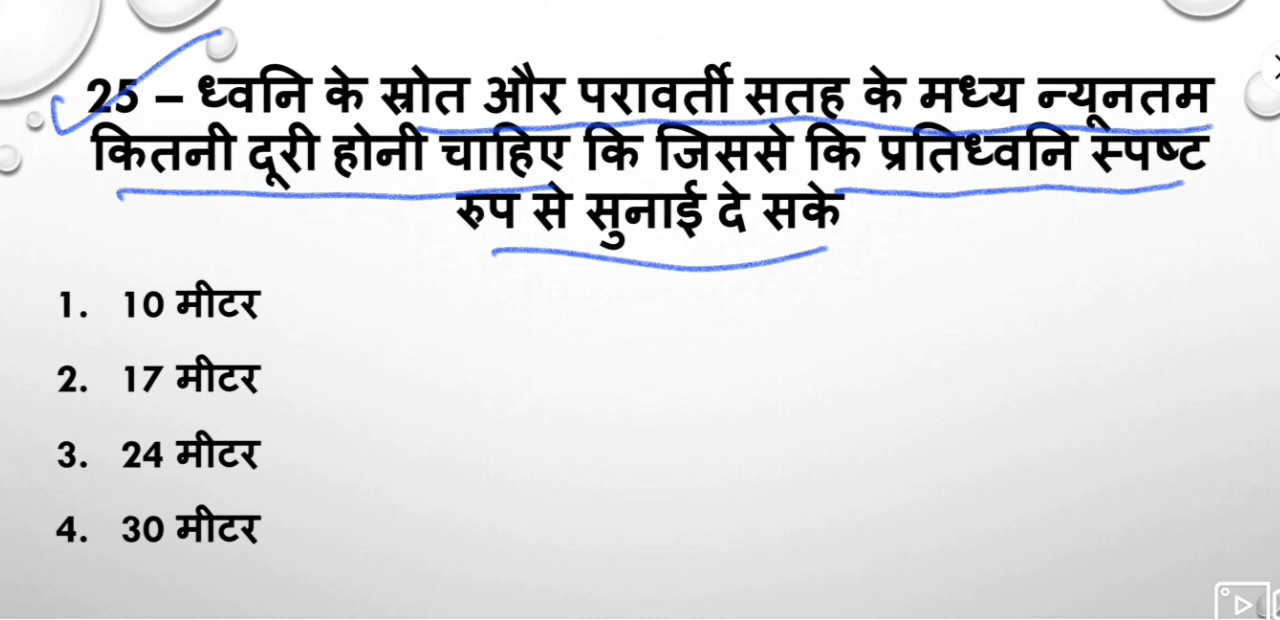 25 – ध्वनि के स्रोत और परावर्ती सतह के मध्य न्यूनतम
कितनी दूरी होनी चाहिए कि जिससे कि प्रतिध्वनि स्पष्ट
रुप से सुनाई दे सके
1. 10 मीटर
2. 17 मीटर
3. 24 मीटर
4. 30 मीटर